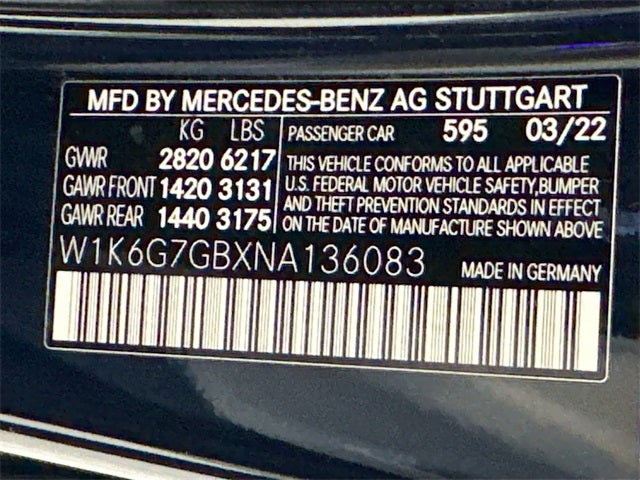 MFD BY MERCEDES-BENZ AG STUTTGART
KG LBS
GVWR 2820 6217
GAWR FRONT 1420 3131
GAWR REAR 1440 3175
PASSENGER CAR 595 03/22
THIS VEHICLE CONFORMS TO ALL APPLICABLE
U.S. FEDERAL MOTOR VEHICLE SAFETY,BUMPER
AND THEFT PREVENTION STANDARDS IN EFFECT
ON THE DATE OF MANUFACTURE SHOWN ABOVE
W1K6G7GBXNA136083
MADE IN GERMANY